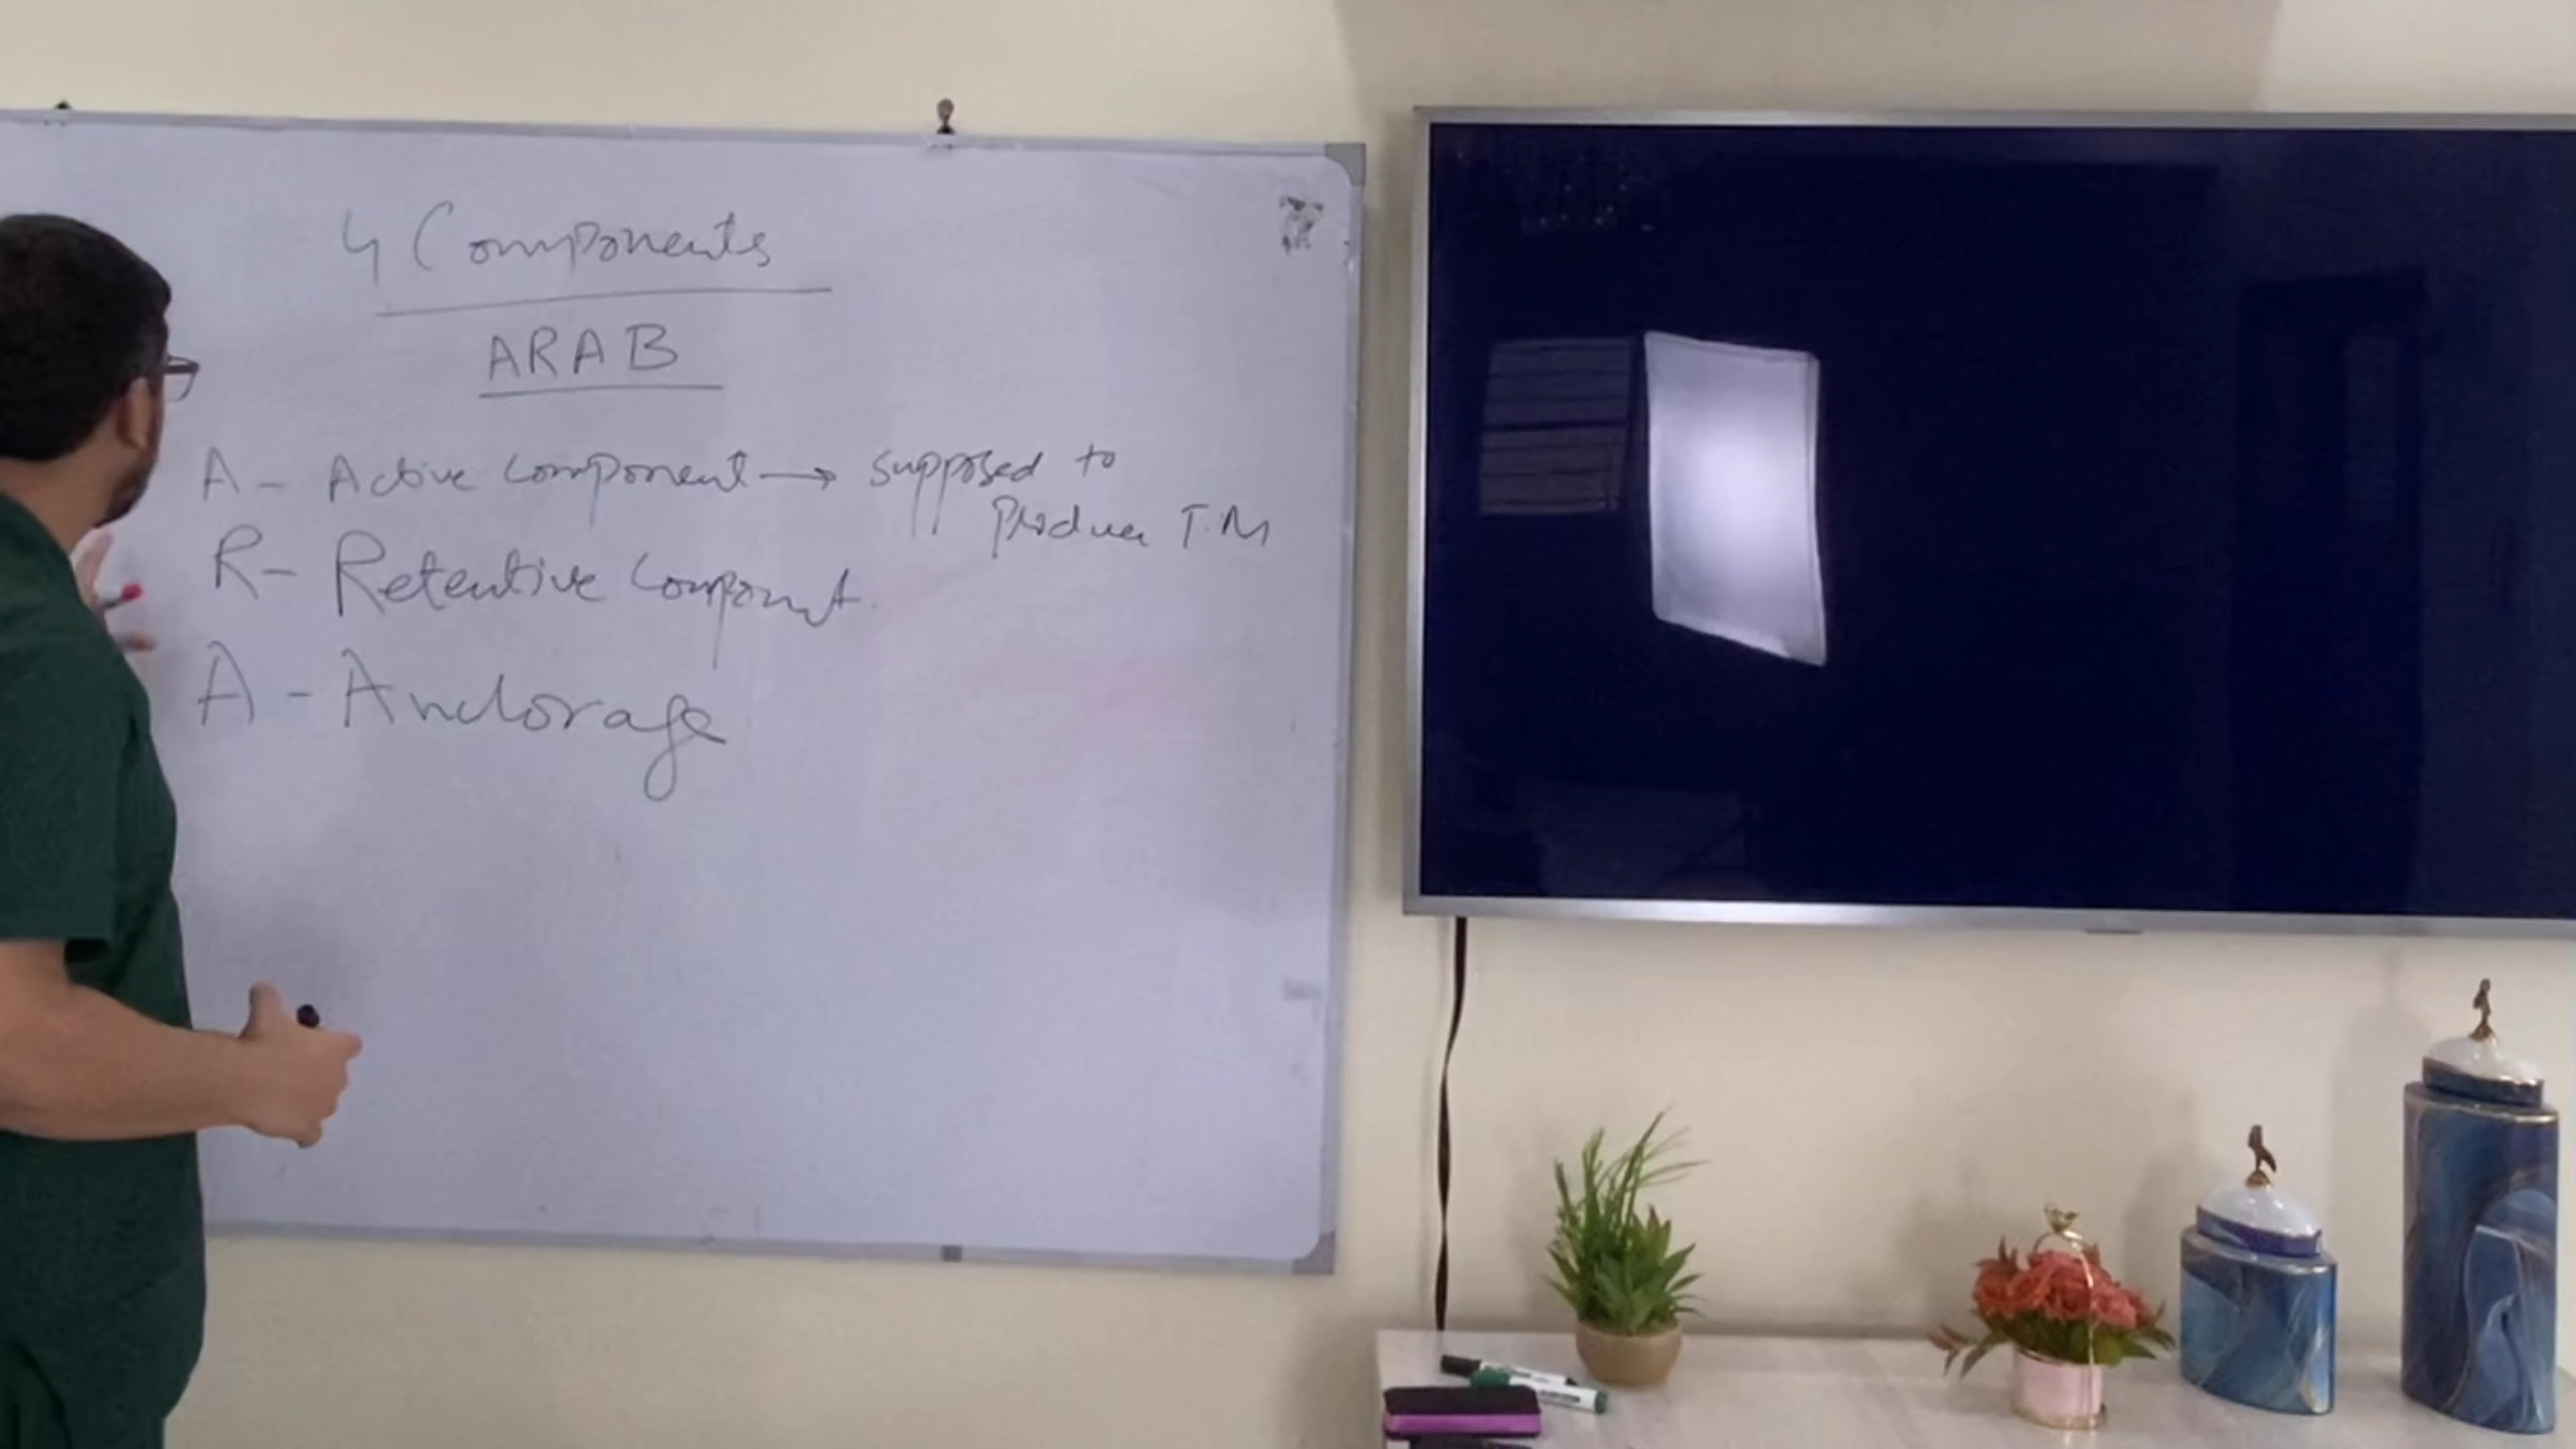 4 Components
ARAB
A - Active Component → supposed to
Produce T.M
R - Retentive Component.
A - Anchorage